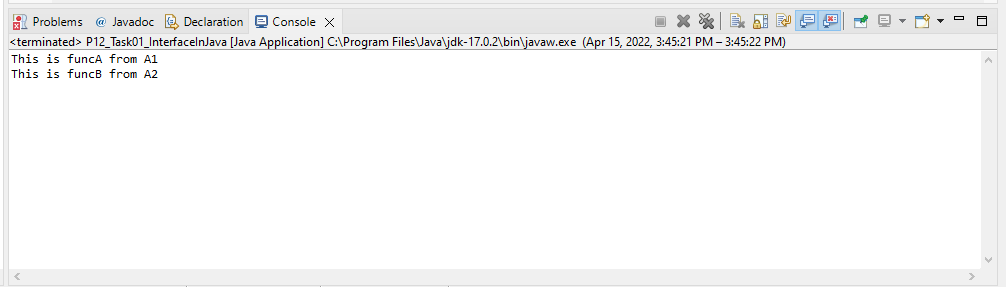 Problems @ Javadoc Declaration Console
<terminated> P12_Task01_InterfaceInJava [Java Application] C:\Program Files\Java\jdk-17.0.2\bin\javaw.exe (Apr 15, 2022, 3:45:21 PM – 3:45:22 PM)
This is funcA from A1
This is funcB from A2